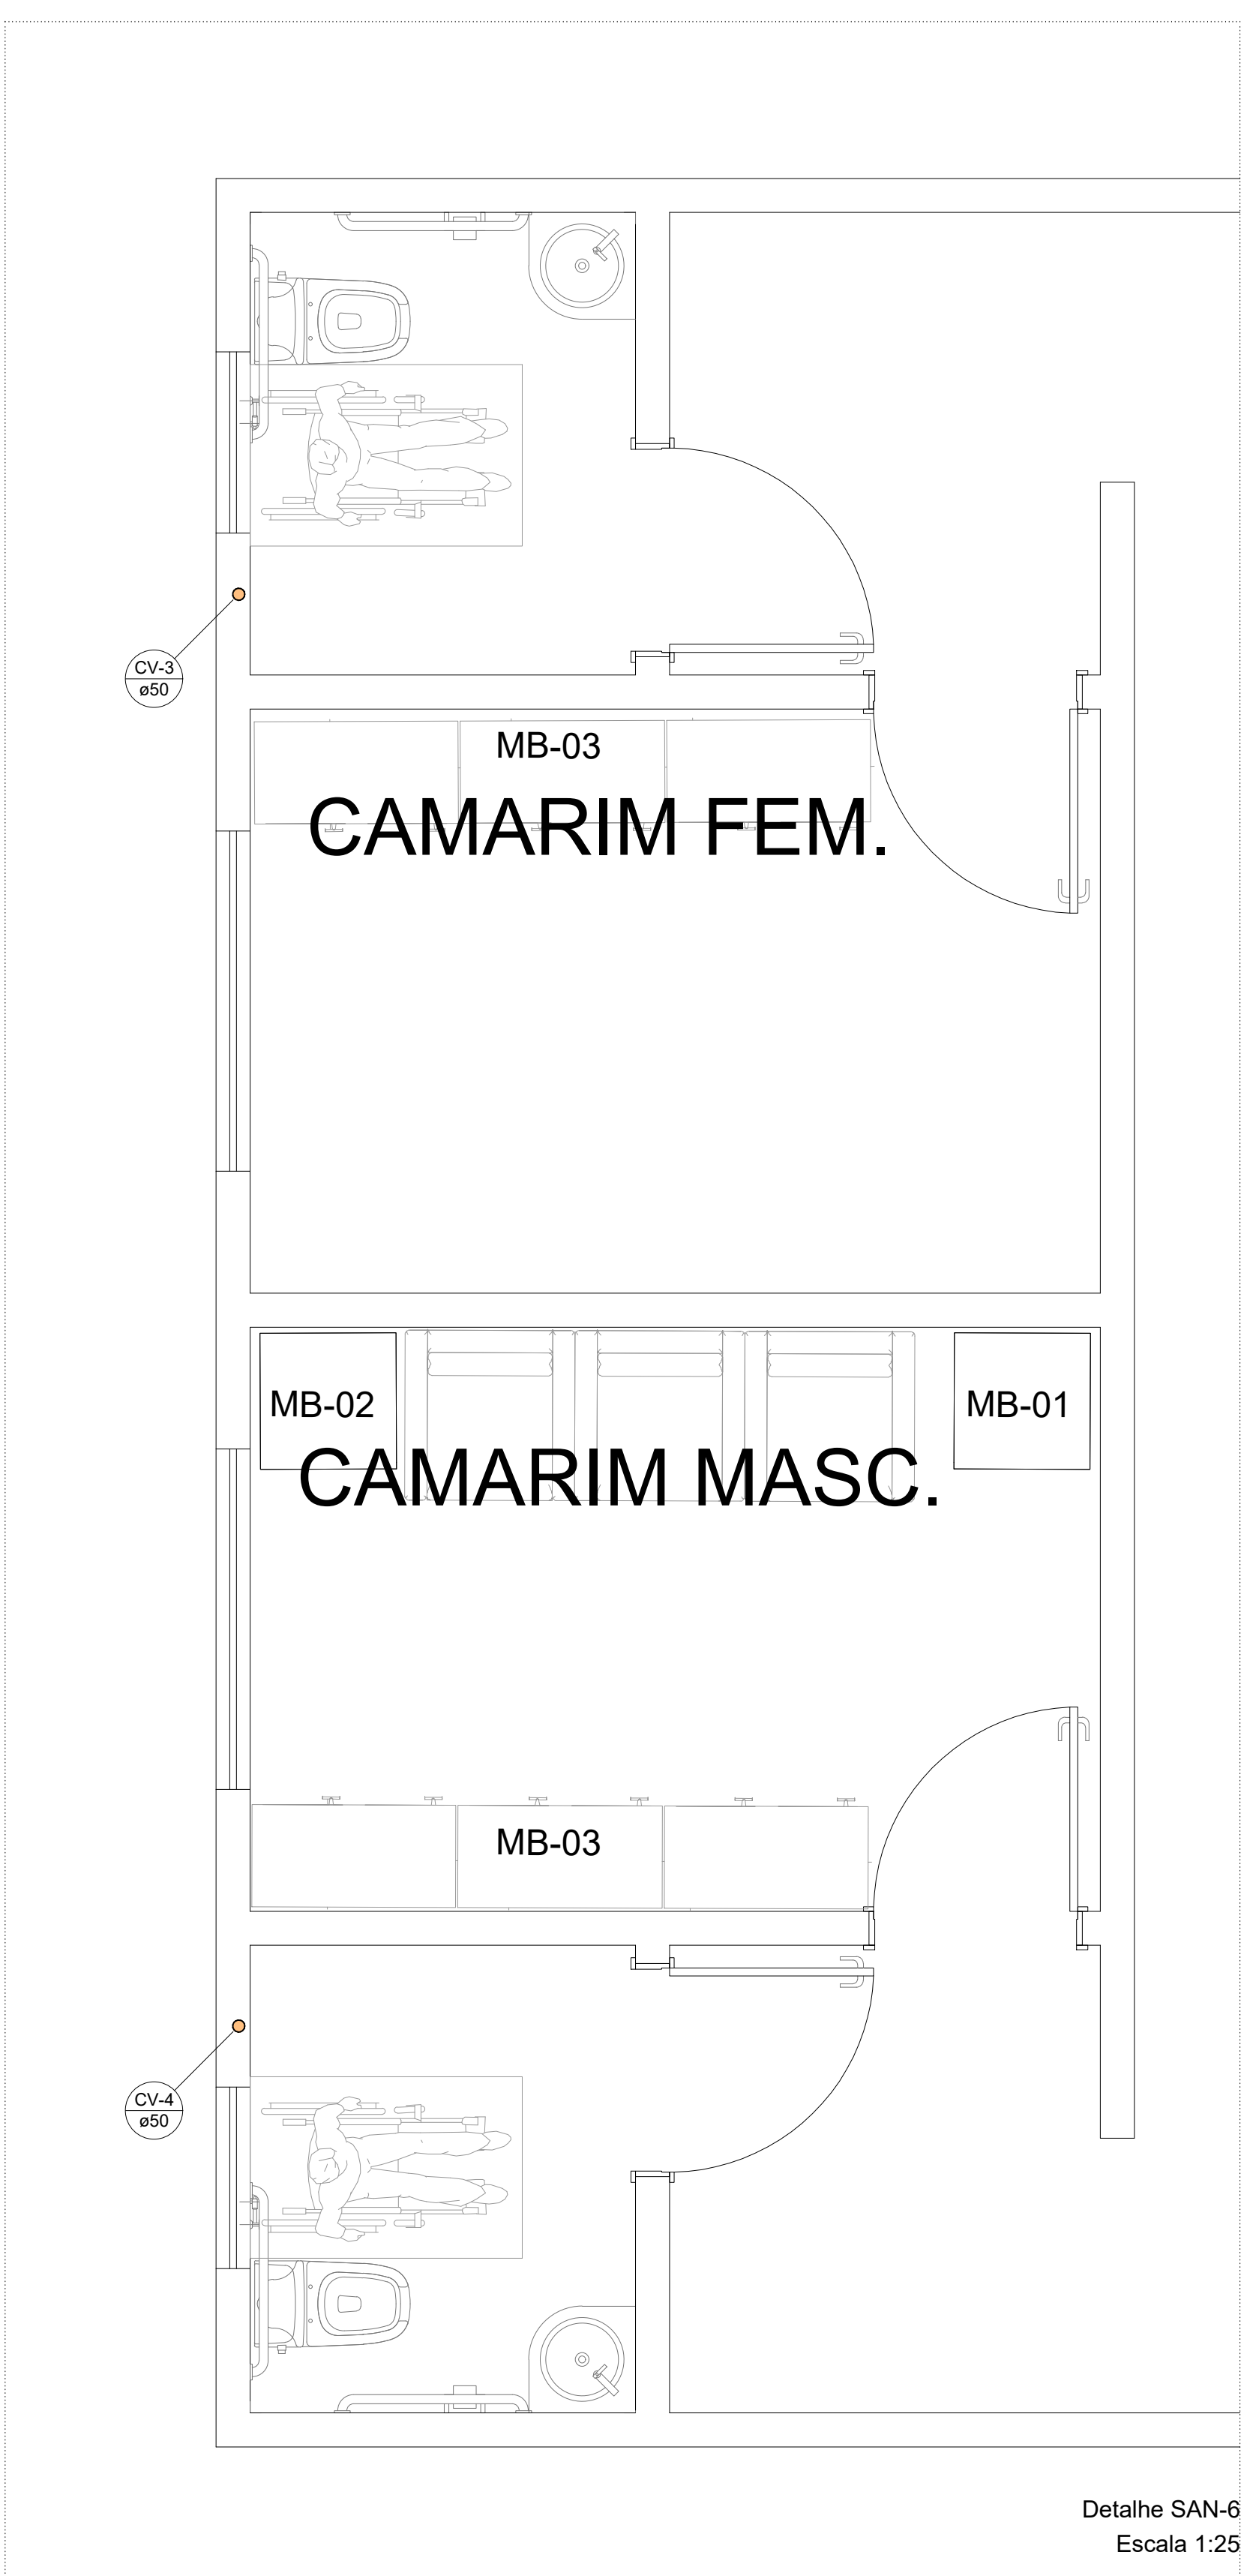 CV-3
ø50
MB-03
CAMARIM FEM.
MB-02
MB-01
CAMARIM MASC.
MB-03
CV-4
ø50
Detalhe SAN-6
Escala 1:25